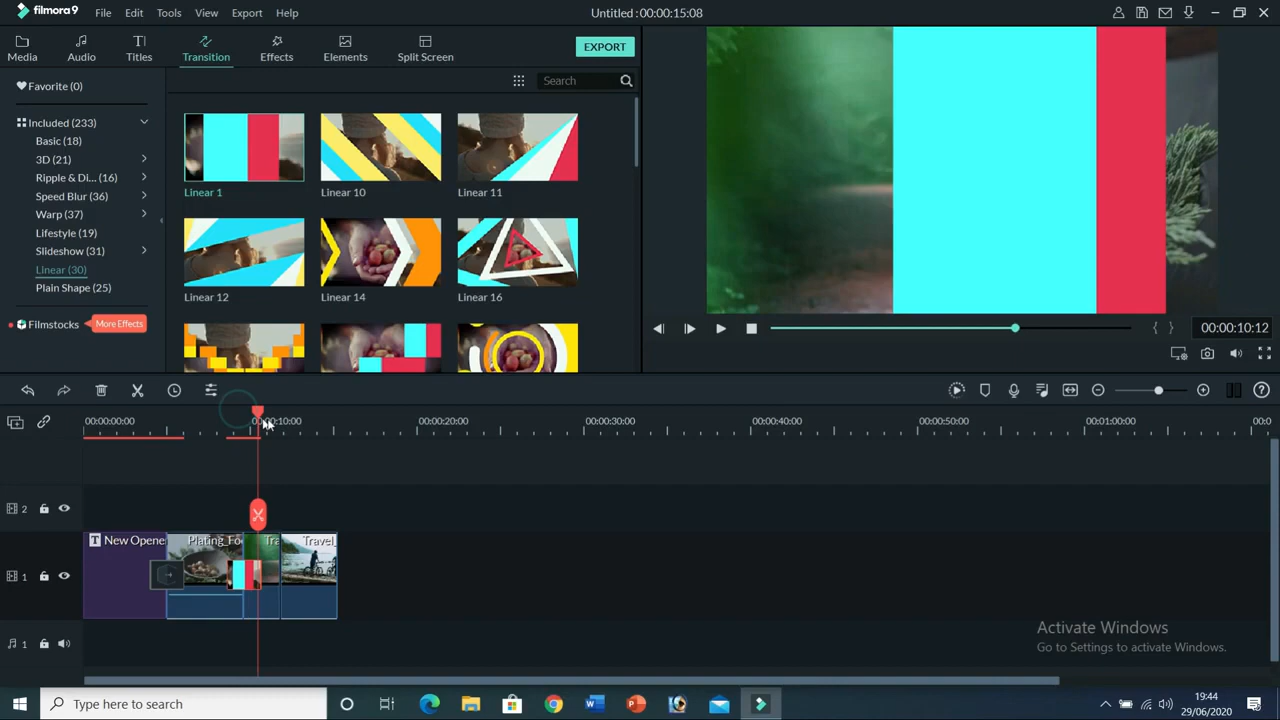 filmora9
File Edit Tools View Export Help
Untitled : 00:00:15:08
Media Audio Titles Transition Effects Elements Split Screen
EXPORT
Favorite (0)
Search
Included (233)
Basic (18)
3D (21)
Ripple & Di... (16)
Speed Blur (36)
Warp (37)
Lifestyle (19)
Slideshow (31)
Linear (30)
Plain Shape (25)
Filmstocks More Effects
Linear 1 Linear 10 Linear 11
Linear 12 Linear 14 Linear 16
00:00:10:12
00:00:00:00 00:00:10:00 00:00:20:00 00:00:30:00 00:00:40:00 00:00:50:00 00:01:00:00 00:0
2
T New Opene Plating_Fo Tra Travel_
1
1
Activate Windows
Go to Settings to activate Windows.
Type here to search
19:44
29/06/2020